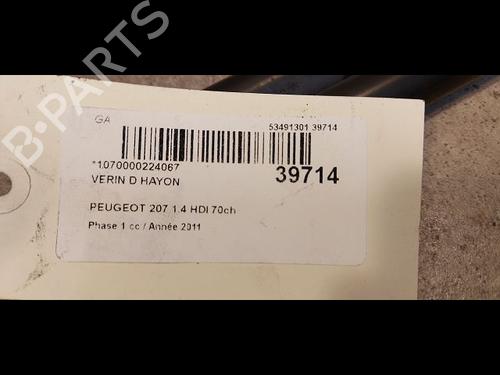 B-PARTS
GA
53491301 39714
*1070000224067
39714
VERIN D HAYON
PEUGEOT 207 1.4 HDI 70ch
Phase 1 cc / Année 2011